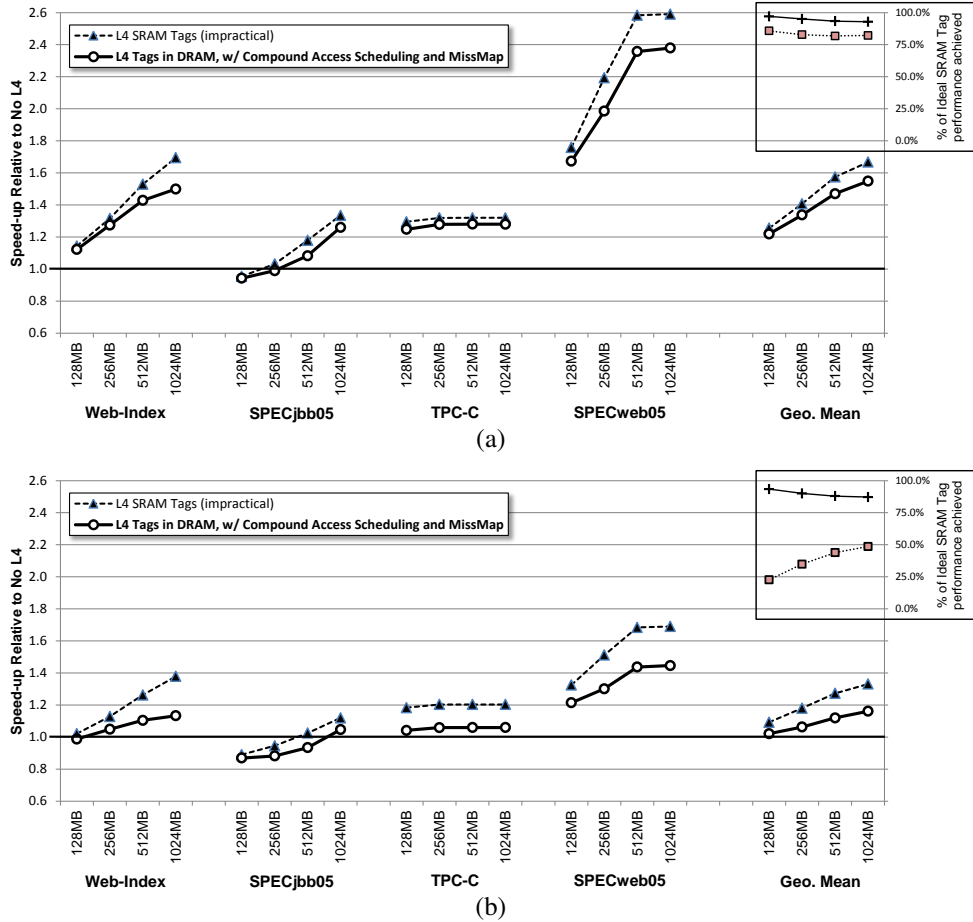 2.6
2.4
2.2
2.0
1.8
1.6
1.4
1.2
1.0
0.8
0.6
Speed-up Relative to No L4
L4 SRAM Tags (impractical)
L4 Tags in DRAM, w/ Compound Access Scheduling and MissMap
100.0%
75.0%
50.0%
25.0%
0.0%
% of Ideal SRAM Tag
performance achieved
128MB
256MB
512MB
1024MB
128MB
256MB
512MB
1024MB
128MB
256MB
512MB
1024MB
128MB
256MB
512MB
1024MB
128MB
256MB
512MB
1024MB
Web-Index SPECjbb05 TPC-C SPECweb05 Geo. Mean
(a)
2.6
2.4
2.2
2.0
1.8
1.6
1.4
1.2
1.0
0.8
0.6
Speed-up Relative to No L4
L4 SRAM Tags (impractical)
L4 Tags in DRAM, w/ Compound Access Scheduling and MissMap
100.0%
75.0%
50.0%
25.0%
0.0%
% of Ideal SRAM Tag
performance achieved
128MB
256MB
512MB
1024MB
128MB
256MB
512MB
1024MB
128MB
256MB
512MB
1024MB
128MB
256MB
512MB
1024MB
128MB
256MB
512MB
1024MB
Web-Index SPECjbb05 TPC-C SPECweb05 Geo. Mean
(b)